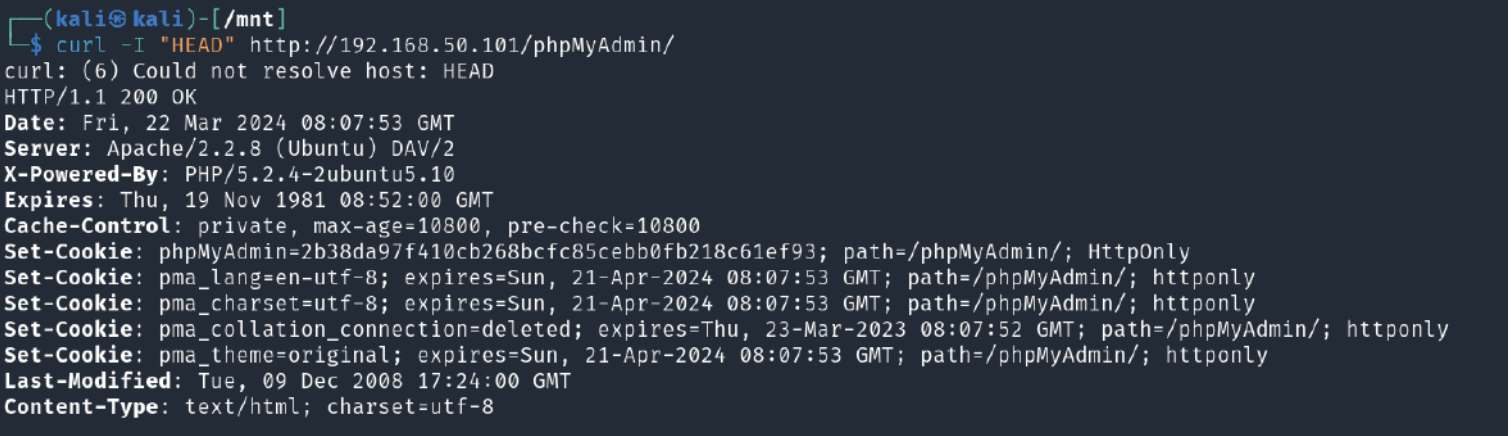 ┌──(kali㉿kali)-[/mnt]
└─$ curl -I "HEAD" http://192.168.50.101/phpMyAdmin/
curl: (6) Could not resolve host: HEAD
HTTP/1.1 200 OK
Date: Fri, 22 Mar 2024 08:07:53 GMT
Server: Apache/2.2.8 (Ubuntu) DAV/2
X-Powered-By: PHP/5.2.4-2ubuntu5.10
Expires: Thu, 19 Nov 1981 08:52:00 GMT
Cache-Control: private, max-age=10800, pre-check=10800
Set-Cookie: phpMyAdmin=2b38da97f410cb268bcfc85cebb0fb218c61ef93; path=/phpMyAdmin/; HttpOnly
Set-Cookie: pma_lang=en-utf-8; expires=Sun, 21-Apr-2024 08:07:53 GMT; path=/phpMyAdmin/; httponly
Set-Cookie: pma_charset=utf-8; expires=Sun, 21-Apr-2024 08:07:53 GMT; path=/phpMyAdmin/; httponly
Set-Cookie: pma_collation_connection=deleted; expires=Thu, 23-Mar-2023 08:07:52 GMT; path=/phpMyAdmin/; httponly
Set-Cookie: pma_theme=original; expires=Sun, 21-Apr-2024 08:07:53 GMT; path=/phpMyAdmin/; httponly
Last-Modified: Tue, 09 Dec 2008 17:24:00 GMT
Content-Type: text/html; charset=utf-8